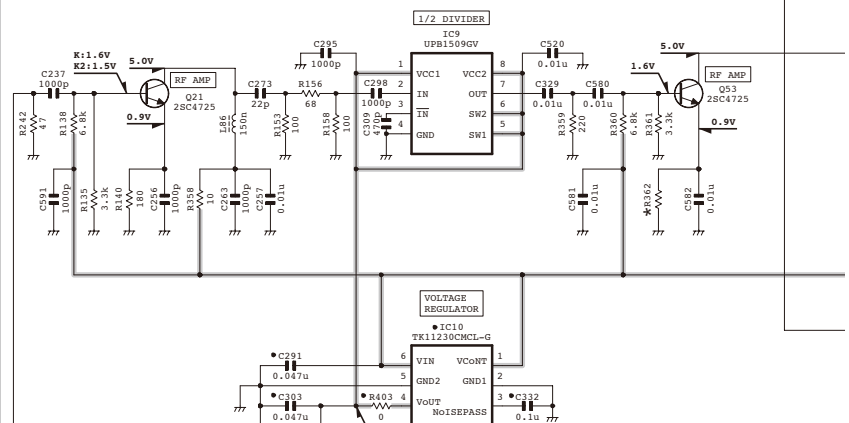 1/2 DIVIDER
IC9
UPB1509GV
K:1.6V
K2:1.5V
5.0V
RF AMP
Q21
2SC4725
0.9V
C237
1000p
R242
47
R138
6.8k
C591
1000p
R135
3.3k
R140
180
C256
1000p
R358
10
L86
150n
C263
1000p
C257
0.01u
C273
22p
R153
100
R156
68
R158
100
C295
1000p
C298
1000p
C309
470p
1
VCC1
2
IN
3
IN
4
GND
8
VCC2
7
OUT
6
SW2
5
SW1
C520
0.01u
C329
0.01u
C580
0.01u
R359
220
R360
6.8k
R361
3.3k
C581
0.01u
*R362
C582
0.01u
1.6V
5.0V
RF AMP
Q53
2SC4725
0.9V
VOLTAGE
REGULATOR
•IC10
TK11230CMCL-G
6
VIN
5
GND2
4
VoUT
VCoNT
1
GND1
2
NoISEPASS
3
•C291
0.047u
•C303
0.047u
•R403
0
•C332
0.1u